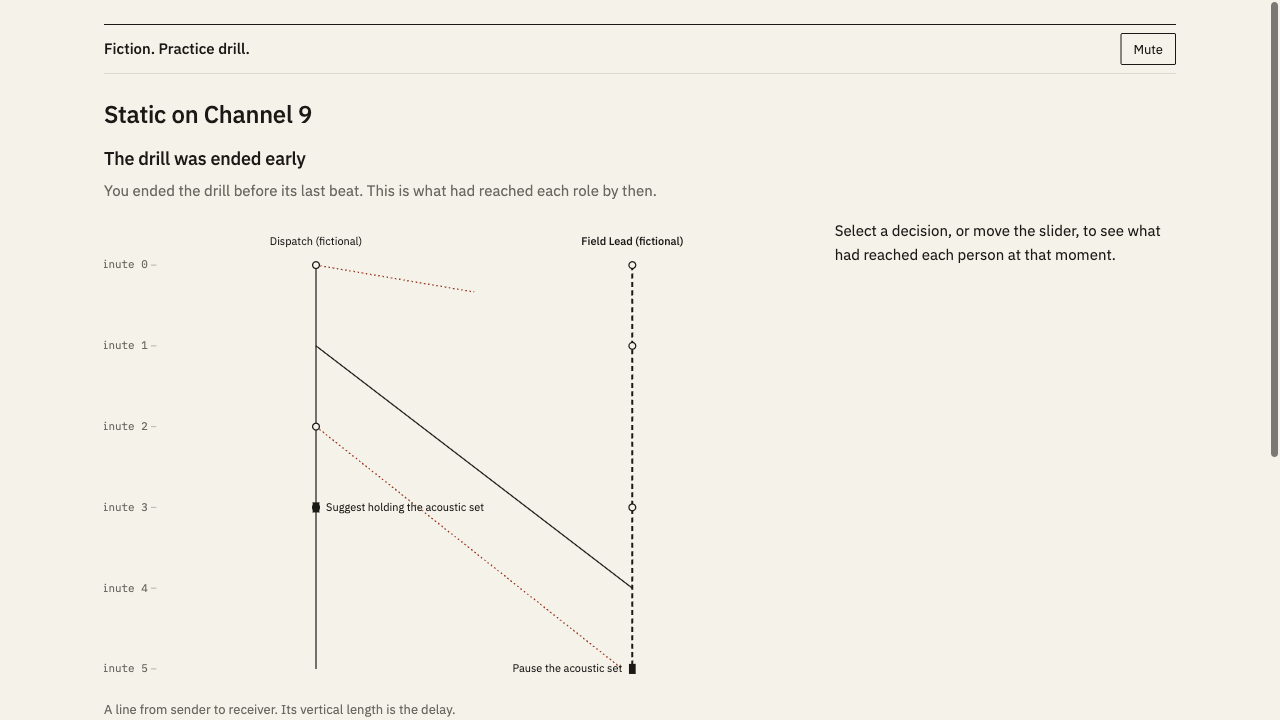 Fiction. Practice drill.
Mute
Static on Channel 9
The drill was ended early
You ended the drill before its last beat. This is what had reached each role by then.
Select a decision, or move the slider, to see what
had reached each person at that moment.
Dispatch (fictional)
Field Lead (fictional)
inute 0
inute 1
inute 2
inute 3
Suggest holding the acoustic set
inute 4
inute 5
Pause the acoustic set
A line from sender to receiver. Its vertical length is the delay.